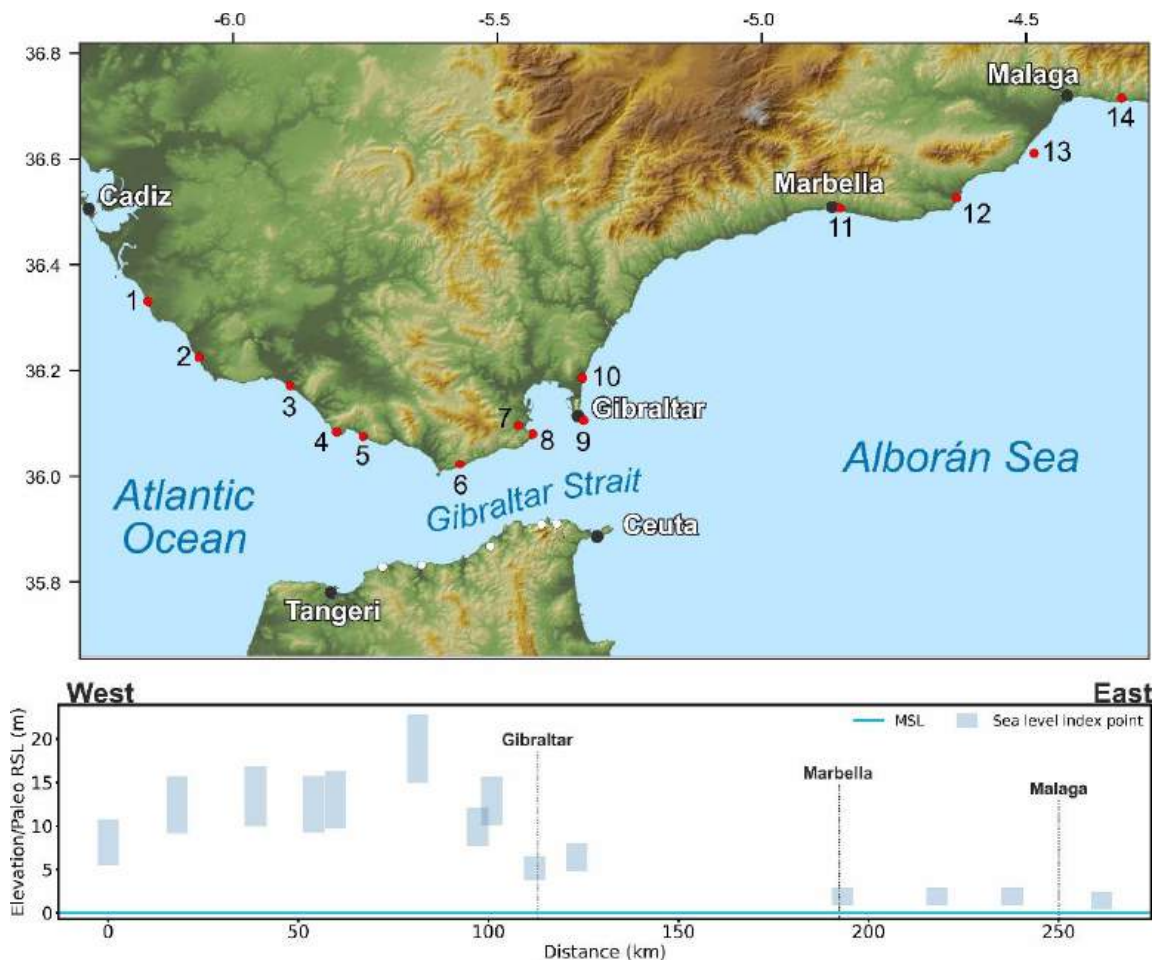 -6.0 -5.5 -5.0 -4.5
36.8
36.6
36.4
36.2
36.0
35.8
Malaga
14
13
Marbella
Cadiz
12
11
1
2
10
3
Gibraltar
7
4
8
9
5
Alborán Sea
6
Gibraltar Strait
Atlantic
Ocean
Ceuta
Tangeri
West East
Elevation/Paleo RSL (m)
20
15
10
5
0
MSL Sea level Index point
Gibraltar
Marbella
Malaga
0 50 100 150 200 250
Distance (km)